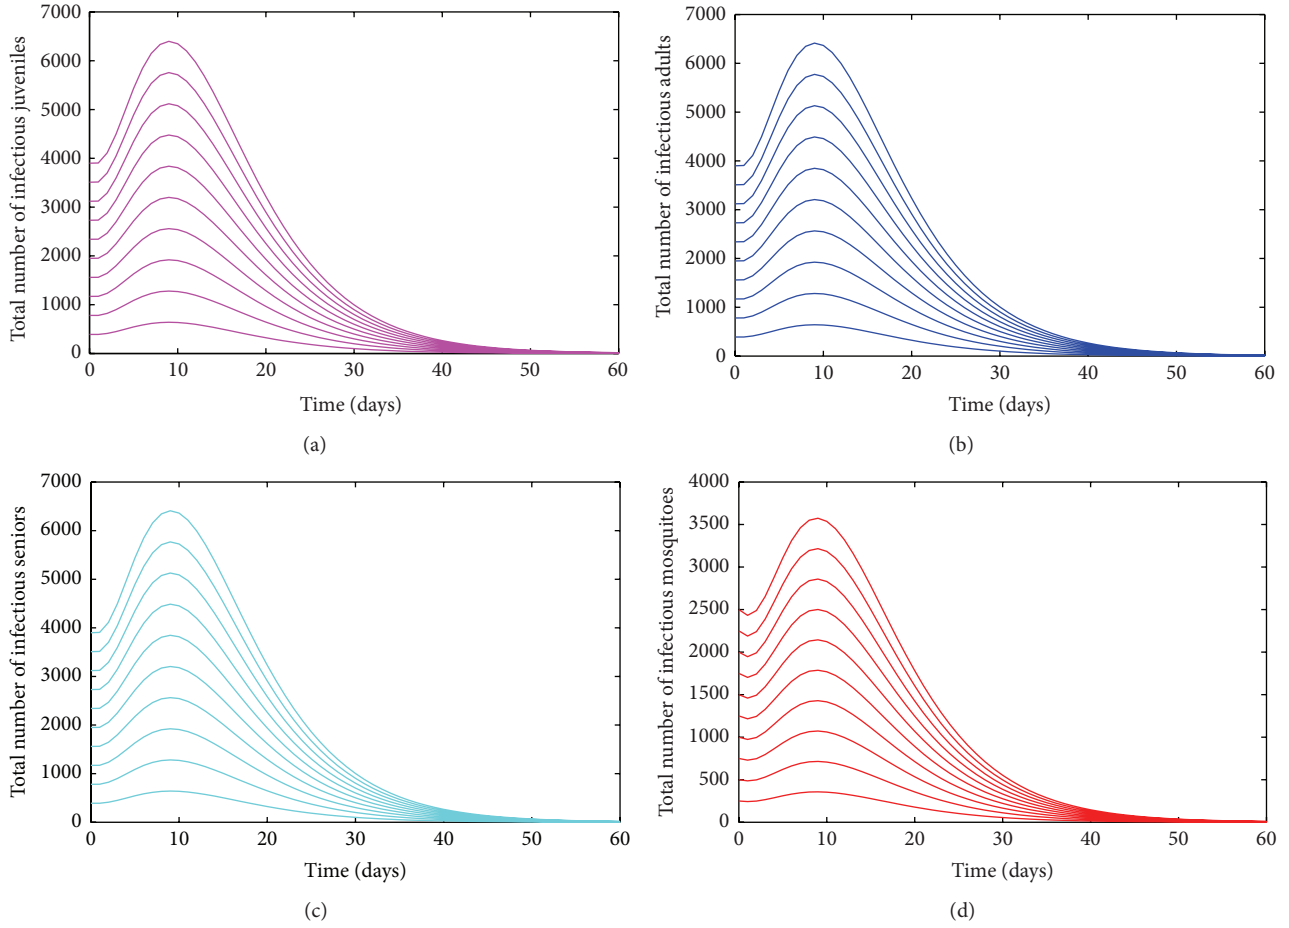 7000
6000
5000
4000
3000
2000
1000
0
Total number of infectious juveniles
0 10 20 30 40 50 60
Time (days)
(a)
7000
6000
5000
4000
3000
2000
1000
0
Total number of infectious adults
0 10 20 30 40 50 60
Time (days)
(b)
7000
6000
5000
4000
3000
2000
1000
0
Total number of infectious seniors
0 10 20 30 40 50 60
Time (days)
(c)
4000
3500
3000
2500
2000
1500
1000
500
0
Total number of infectious mosquitoes
0 10 20 30 40 50 60
Time (days)
(d)